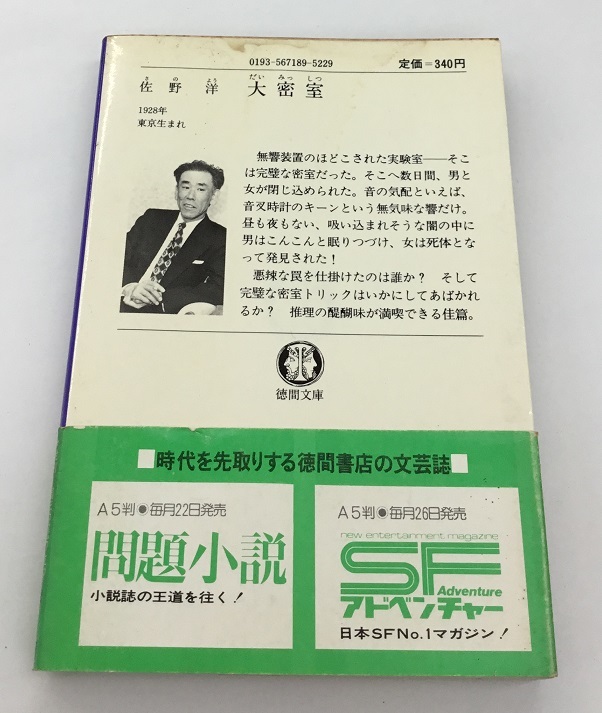 0193-567189-5229
定価=340円
さのよう だいみっしつ
佐野洋 大密室
1928年
東京生まれ
無響装置のほどこされた実験室――そこ
は完璧な密室だった。そこへ数日間、男と
女が閉じ込められた。音の気配といえば、
音叉時計のキーンという無気味な響だけ。
昼も夜もない、吸い込まれそうな闇の中に
男はこんこんと眠りつづけ、女は死体とな
って発見された!
悪辣な罠を仕掛けたのは誰か? そして
完璧な密室トリックはいかにしてあばかれ
るか? 推理の醍醐味が満喫できる佳篇。
徳間文庫
■時代を先取りする徳間書店の文芸誌■
A5判●毎月22日発売
問題小説
小説誌の王道を往く!
A5判●毎月26日発売
new entertainment magazine
SF
Adventure
アドベンチャー
日本SFNo.1マガジン!